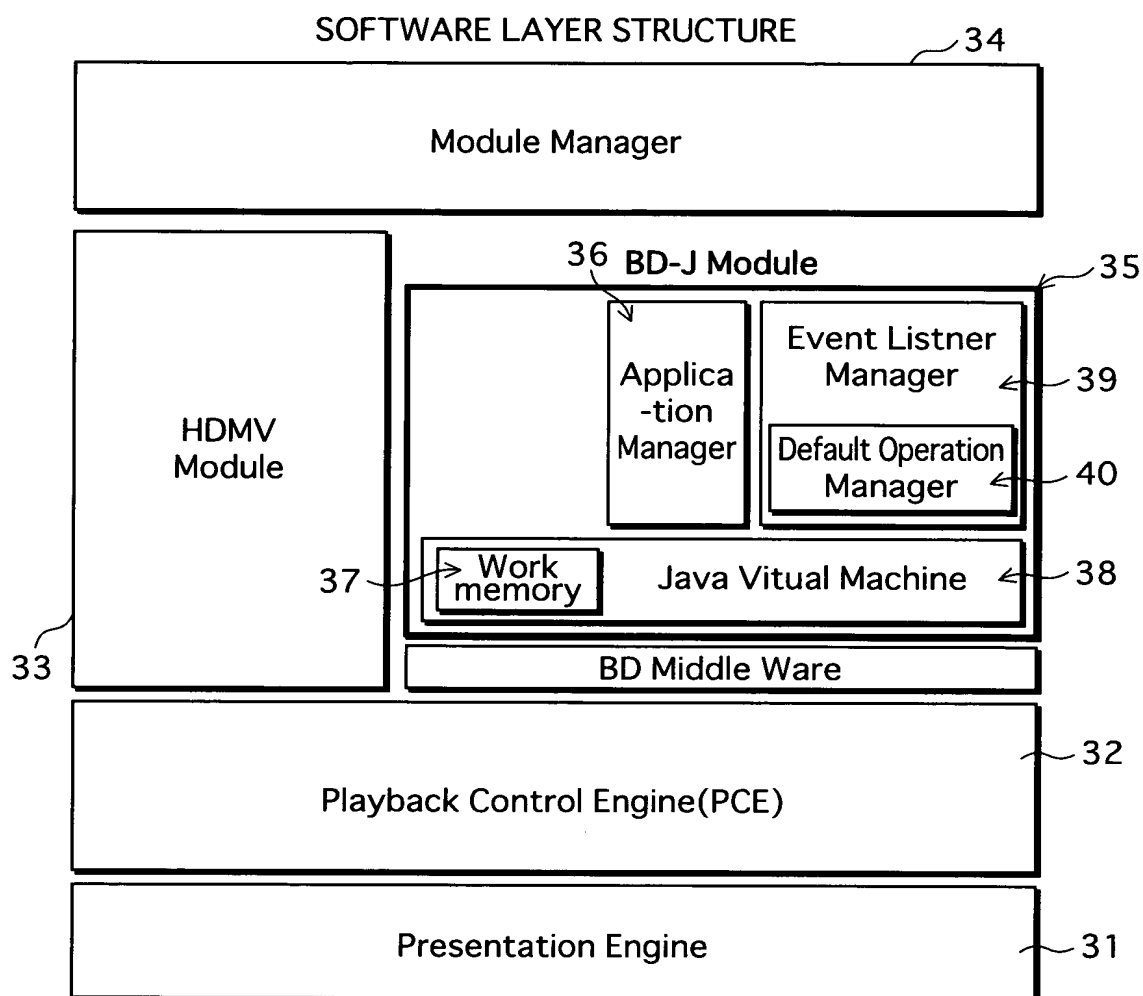 SOFTWARE LAYER STRUCTURE
34
Module Manager
36
BD-J Module
35
HDMV
Module
Applica
-tion
Manager
Event Listner
Manager
39
Default Operation
Manager
40
37
Work
memory
Java Vitual Machine
38
33
BD Middle Ware
32
Playback Control Engine(PCE)
Presentation Engine
31